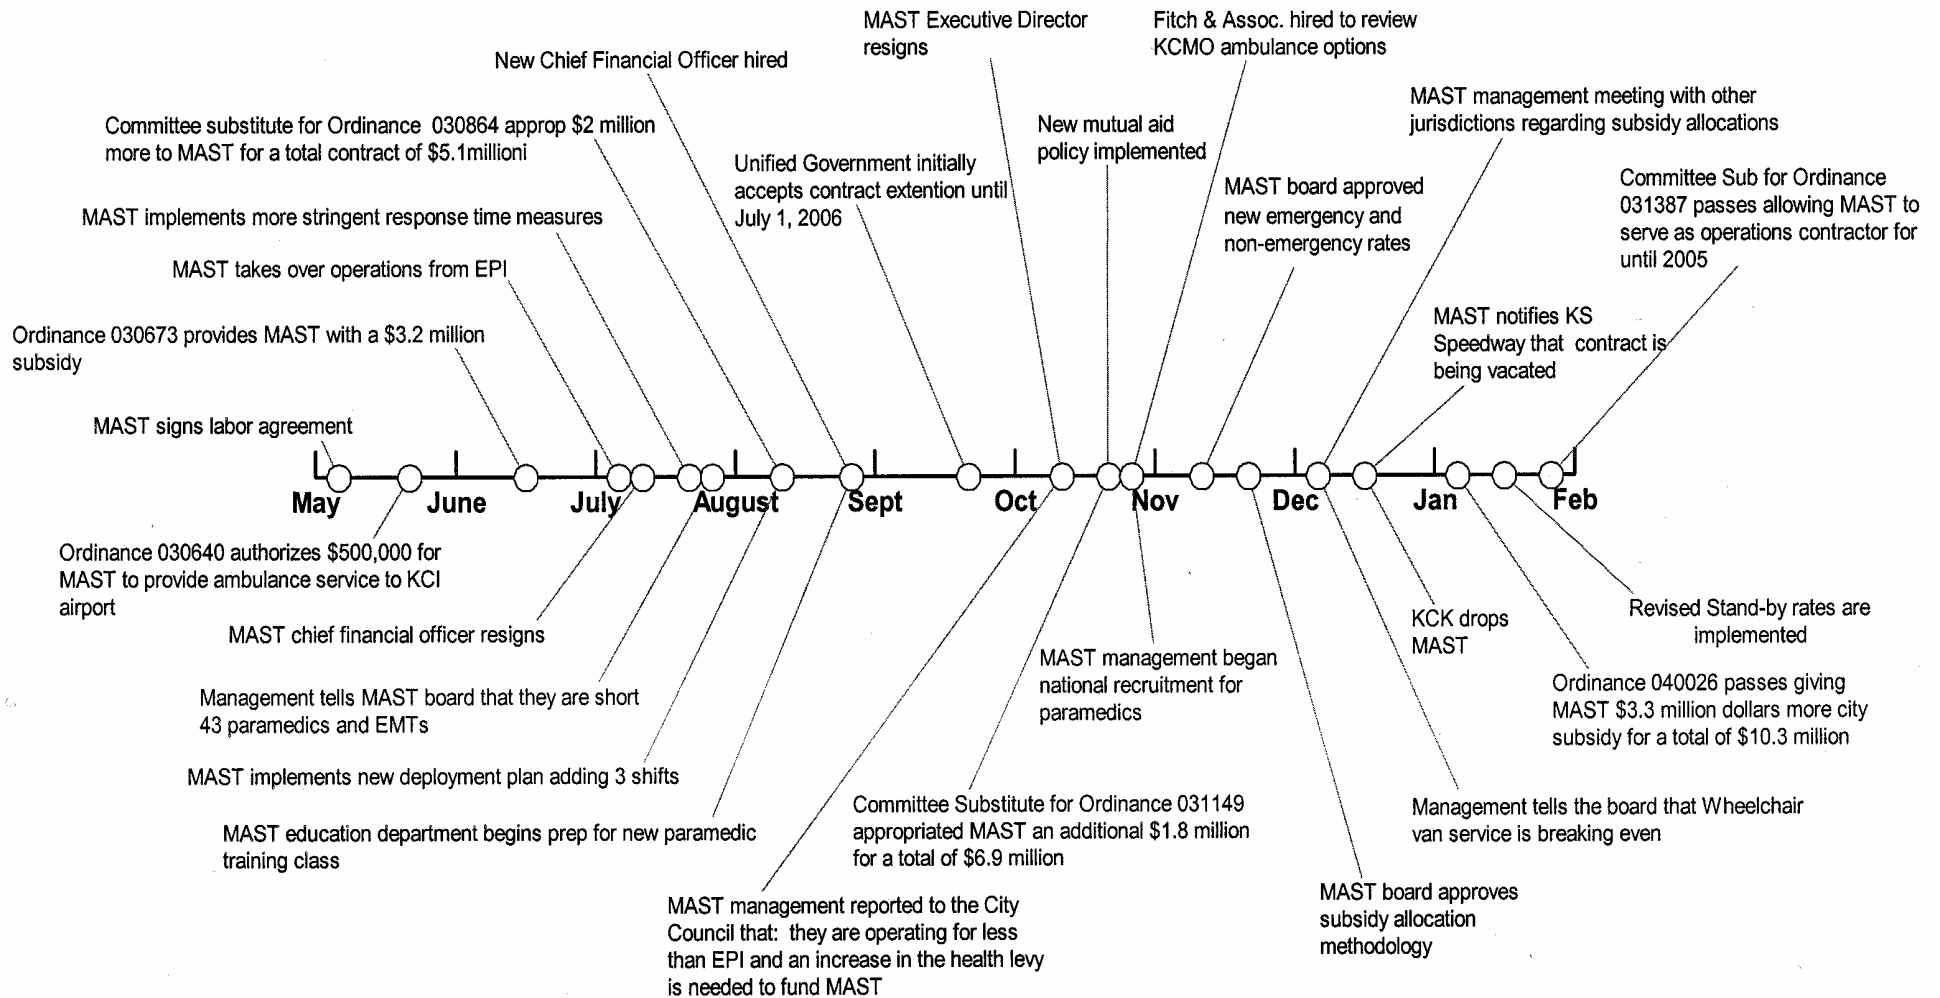 MAST Executive Director
resigns
Fitch & Assoc. hired to review
KCMO ambulance options
New Chief Financial Officer hired
MAST management meeting with other
jurisdictions regarding subsidy allocations
Committee substitute for Ordinance 030864 approp $2 million
more to MAST for a total contract of $5.1millioni
New mutual aid
policy implemented
Unified Government initially
accepts contract extention until
July 1, 2006
Committee Sub for Ordinance
031387 passes allowing MAST to
serve as operations contractor for
until 2005
MAST board approved
new emergency and
non-emergency rates
MAST implements more stringent response time measures
MAST takes over operations from EPI
MAST notifies KS
Speedway that contract is
being vacated
Ordinance 030673 provides MAST with a $3.2 million
subsidy
MAST signs labor agreement
May June July August Sept Oct Nov Dec Jan Feb
Ordinance 030640 authorizes $500,000 for
MAST to provide ambulance service to KCI
airport
MAST chief financial officer resigns
Management tells MAST board that they are short
43 paramedics and EMTs
MAST implements new deployment plan adding 3 shifts
MAST education department begins prep for new paramedic
training class
MAST management reported to the City
Council that: they are operating for less
than EPI and an increase in the health levy
is needed to fund MAST
Committee Substitute for Ordinance 031149
appropriated MAST an additional $1.8 million
for a total of $6.9 million
MAST management began
national recruitment for
paramedics
MAST board approves
subsidy allocation
methodology
Management tells the board that Wheelchair
van service is breaking even
KCK drops
MAST
Ordinance 040026 passes giving
MAST $3.3 million dollars more city
subsidy for a total of $10.3 million
Revised Stand-by rates are
implemented